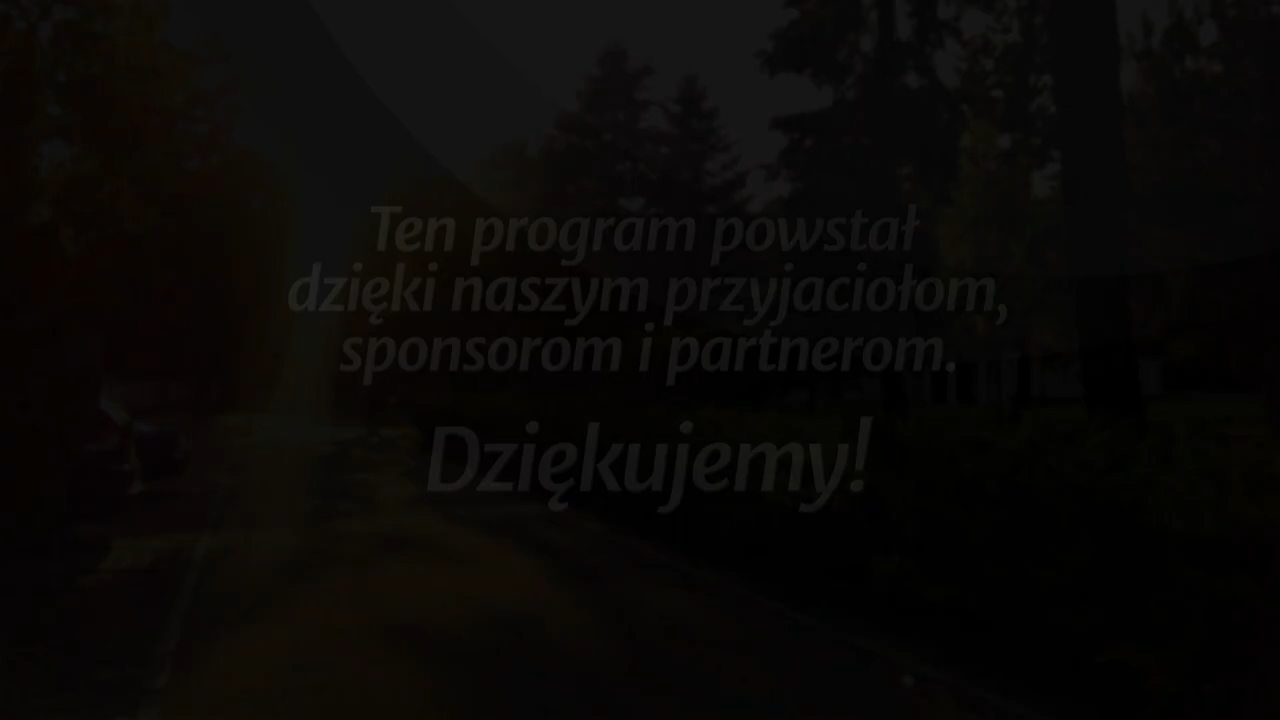 Ten program powstał
dzięki naszym przyjaciołom,
sponsorom i partnerom.
Dziękujemy!